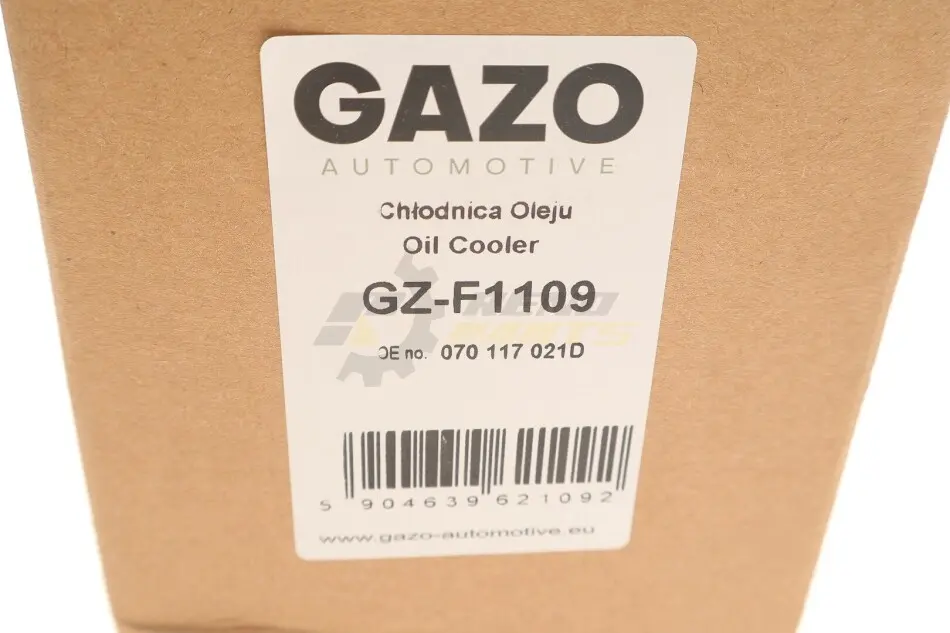 GAZO
AUTOMOTIVE
Chłodnica Oleju
Oil Cooler
GZ-F1109
OE no. 070 117 021D
5 904639 621092
www.gazo-automotive.eu